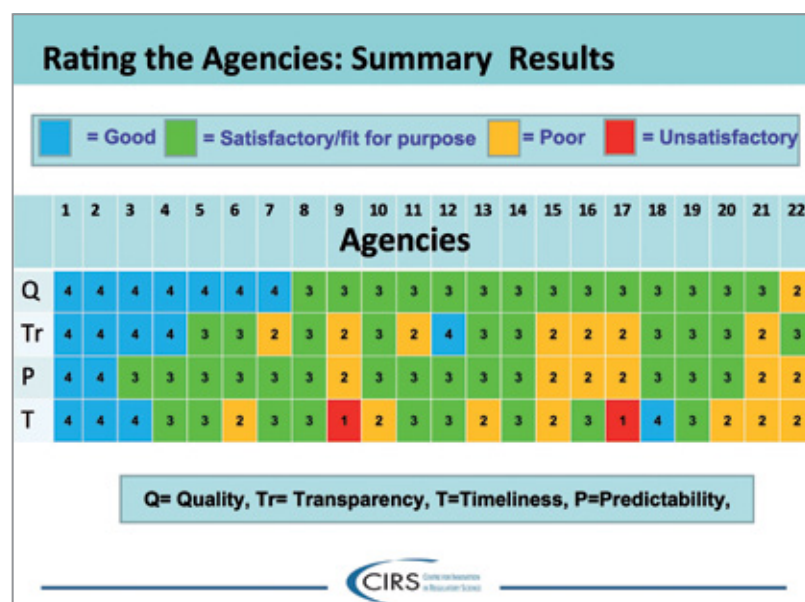 Rating the Agencies: Summary Results
= Good = Satisfactory/fit for purpose = Poor = Unsatisfactory
1 2 3 4 5 6 7 8 9 10 11 12 13 14 15 16 17 18 19 20 21 22
Agencies
Q 4 4 4 4 4 4 4 3 3 3 3 3 3 3 3 3 3 3 3 3 3 2
Tr 4 4 4 4 3 3 2 3 2 3 2 4 3 3 2 2 2 3 3 3 2 3
P 4 4 3 3 3 3 3 3 2 3 3 3 3 3 2 2 2 3 3 3 2 2
T 4 4 4 3 3 2 3 3 1 2 3 3 2 3 2 3 1 4 3 2 2 2
Q= Quality, Tr= Transparency, T=Timeliness, P=Predictability,
CIRS CENTRE FOR INNOVATION
IN REGULATORY SCIENCE